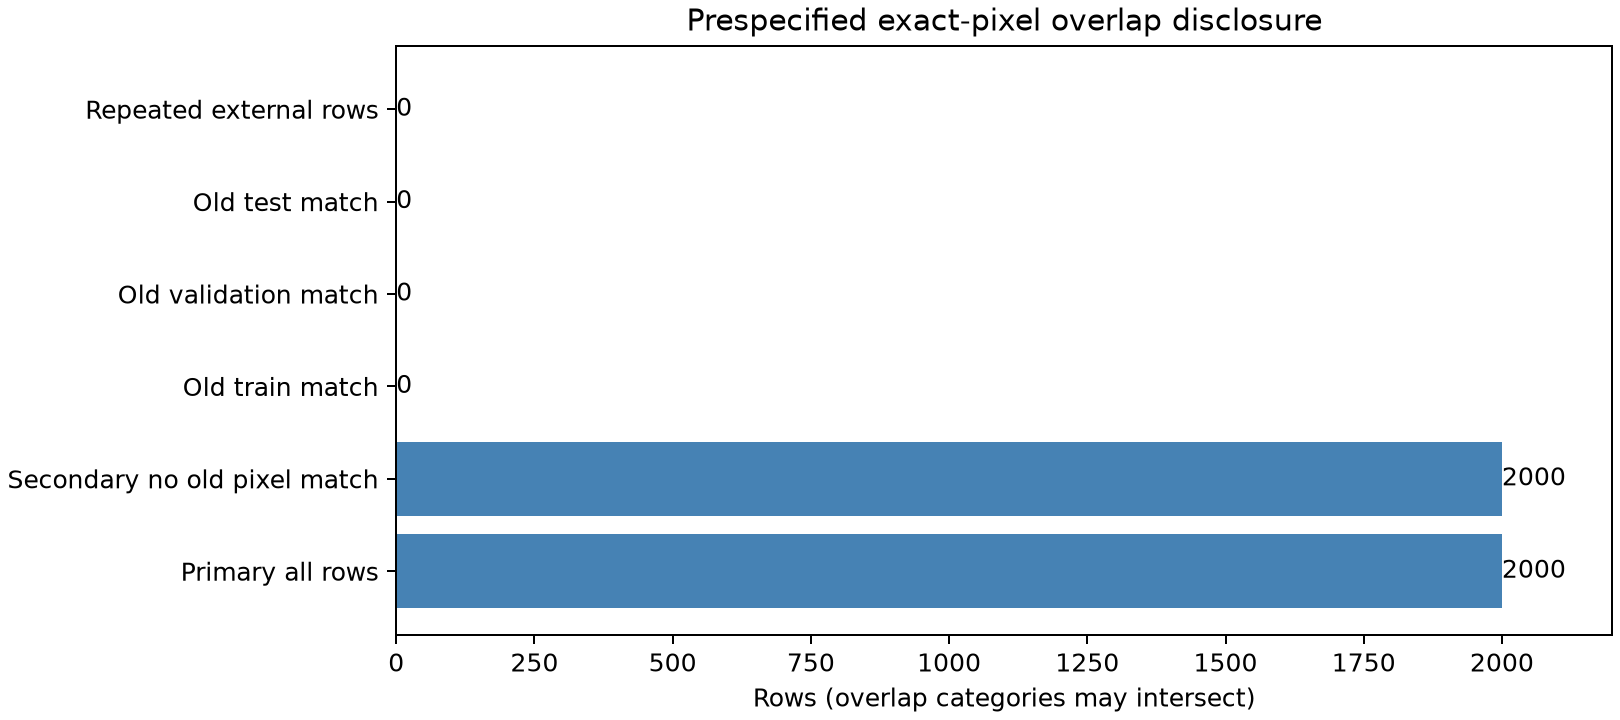 Prespecified exact-pixel overlap disclosure
Repeated external rows 0
Old test match 0
Old validation match 0
Old train match 0
Secondary no old pixel match 2000
Primary all rows 2000
0 250 500 750 1000 1250 1500 1750 2000
Rows (overlap categories may intersect)